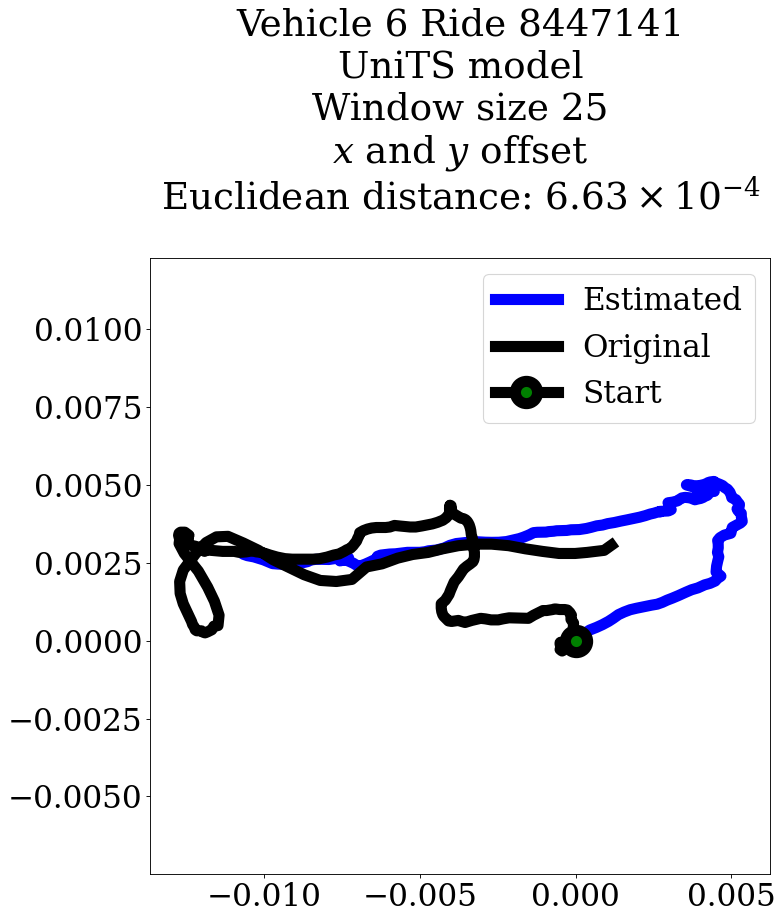 Vehicle 6 Ride 8447141
UniTS model
Window size 25
x and y offset
Euclidean distance: 6.63 × 10⁻⁴
Estimated
Original
Start
0.0100
0.0075
0.0050
0.0025
0.0000
−0.0025
−0.0050
−0.010 −0.005 0.000 0.005